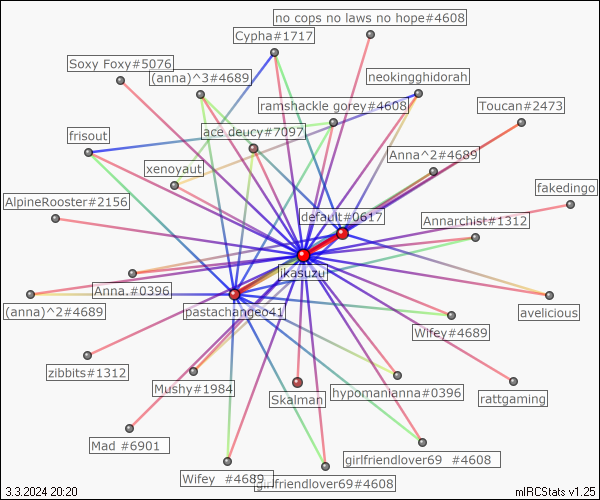 no cops no laws no hope#4608
Cypha#1717
Soxy Foxy#5076
(anna)^3#4689
neokingghidorah
ramshackle gorey#4608
Toucan#2473
frisout
ace deucy#7097
Anna^2#4689
xenoyaut
fakedingo
AlpineRooster#2156
default#0617
Annarchist#1312
ikasuzu
Anna.#0396
(anna)^2#4689
pastachangeo41
avelicious
Wifey#4689
zibbits#1312
Mushy#1984
hypomanianna#0396
Skalman
rattgaming
Mad #6901
girlfriendlover69 #4608
Wifey #4689
girlfriendlover69#4608
3.3.2024 20:20
mIRCStats v1.25